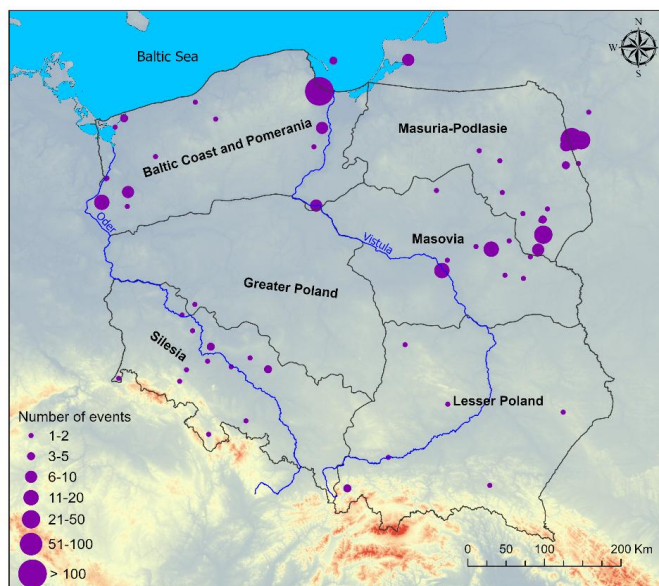 Baltic Sea
N
W
E
S
Baltic Coast and Pomerania
Masuria-Podlasie
Oder
Vistula
Masovia
Greater Poland
Silesia
Lesser Poland
Number of events
1-2
3-5
6-10
11-20
21-50
51-100
> 100
0 50 100 200 Km